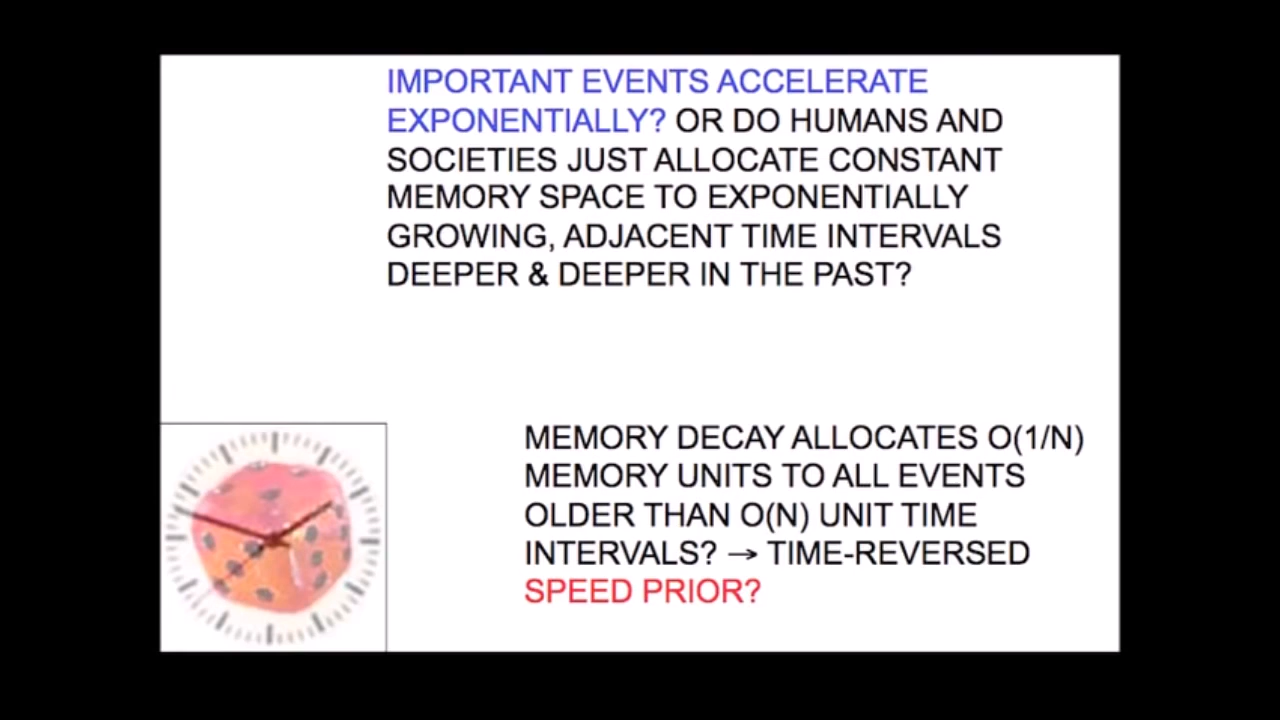 IMPORTANT EVENTS ACCELERATE
EXPONENTIALLY? OR DO HUMANS AND
SOCIETIES JUST ALLOCATE CONSTANT
MEMORY SPACE TO EXPONENTIALLY
GROWING, ADJACENT TIME INTERVALS
DEEPER & DEEPER IN THE PAST?
MEMORY DECAY ALLOCATES O(1/N)
MEMORY UNITS TO ALL EVENTS
OLDER THAN O(N) UNIT TIME
INTERVALS? → TIME-REVERSED
SPEED PRIOR?